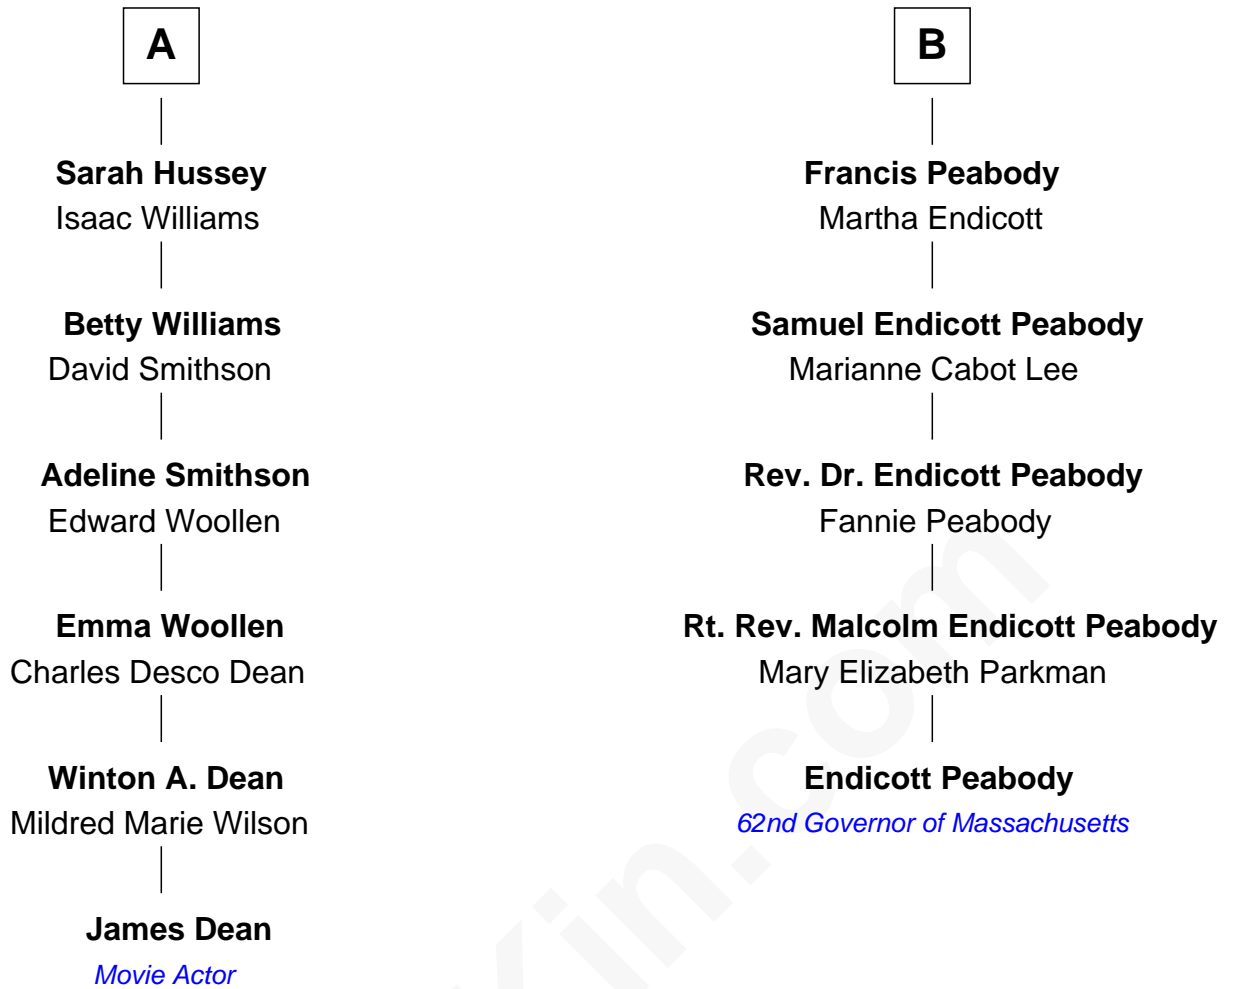 A
Sarah Hussey
Isaac Williams
Betty Williams
David Smithson
Adeline Smithson
Edward Woollen
Emma Woollen
Charles Desco Dean
Winton A. Dean
Mildred Marie Wilson
James Dean
Movie Actor
B
Francis Peabody
Martha Endicott
Samuel Endicott Peabody
Marianne Cabot Lee
Rev. Dr. Endicott Peabody
Fannie Peabody
Rt. Rev. Malcolm Endicott Peabody
Mary Elizabeth Parkman
Endicott Peabody
62nd Governor of Massachusetts
Kin.com